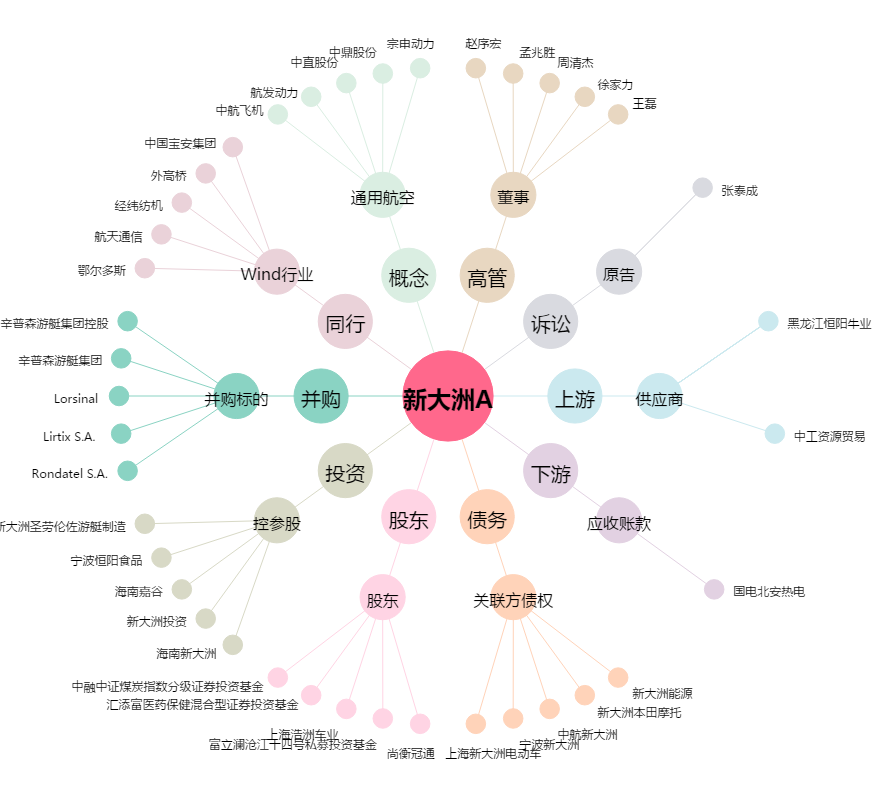 宗申动力
中鼎股份
中直股份
航发动力
中航飞机
通用航空
概念
赵序宏
孟兆胜
周清杰
徐家力
王磊
董事
高管
张泰成
原告
诉讼
黑龙江恒阳牛业
中工资源贸易
供应商
上游
国电北安热电
应收账款
下游
新大洲能源
新大洲本田摩托
中航新大洲
宁波新大洲
上海新大洲电动车
关联方债权
债务
尚衡冠通
富立澜沧江十四号私募投资基金
上海浩洲车业
汇添富医药保健混合型证券投资基金
中融中证煤炭指数分级证券投资基金
股东
股东
海南新大洲
新大洲投资
海南嘉谷
宁波恒阳食品
新大洲圣劳伦佐游艇制造
控参股
投资
Rondatel S.A.
Lirtix S.A.
Lorsinal
辛普森游艇集团
辛普森游艇集团控股
并购标的
并购
鄂尔多斯
航天通信
经纬纺机
外高桥
中国宝安集团
Wind行业
同行
新大洲A